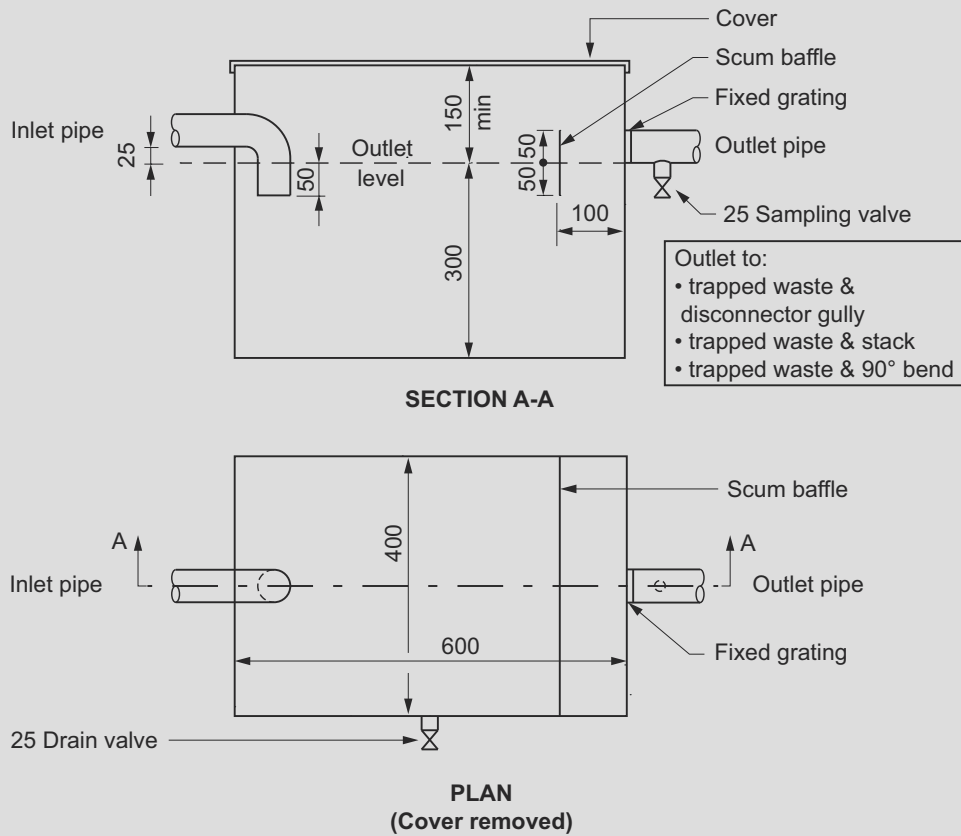 Cover
Scum baffle
Fixed grating
150
min
Inlet pipe
25
Outlet
level
50
50
50
Outlet pipe
100
25 Sampling valve
300
Outlet to:
• trapped waste &
disconnector gully
• trapped waste & stack
• trapped waste & 90° bend
SECTION A-A
Scum baffle
A
A
400
Inlet pipe
Outlet pipe
600
Fixed grating
25 Drain valve
PLAN
(Cover removed)